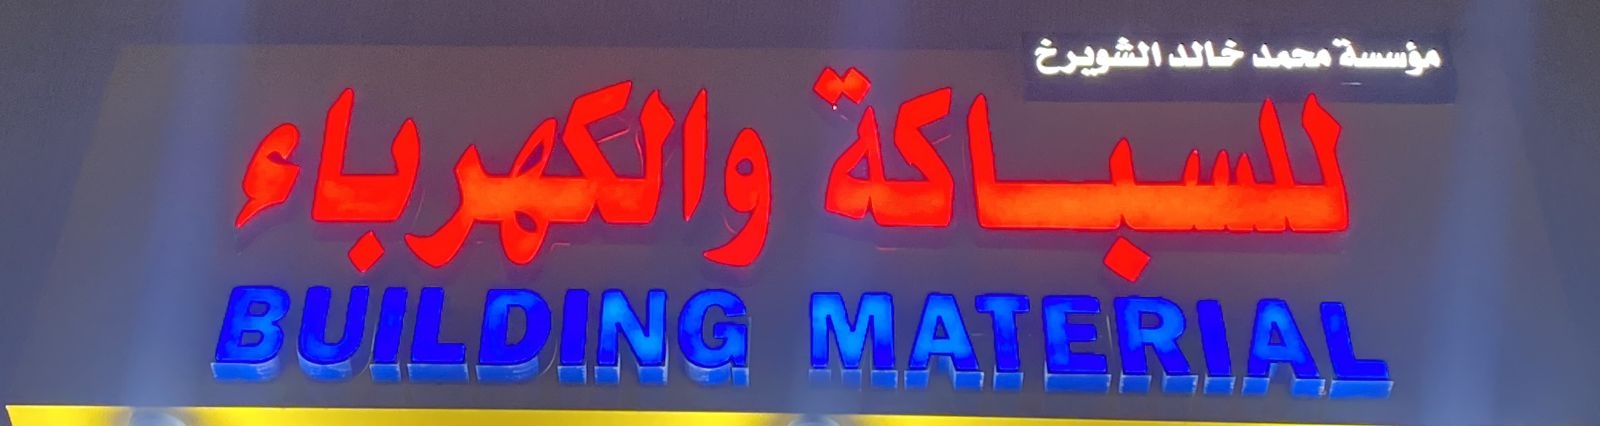 مؤسسة محمد خالد الشويرخ
للسباكة والكهرباء
BUILDING MATERIAL